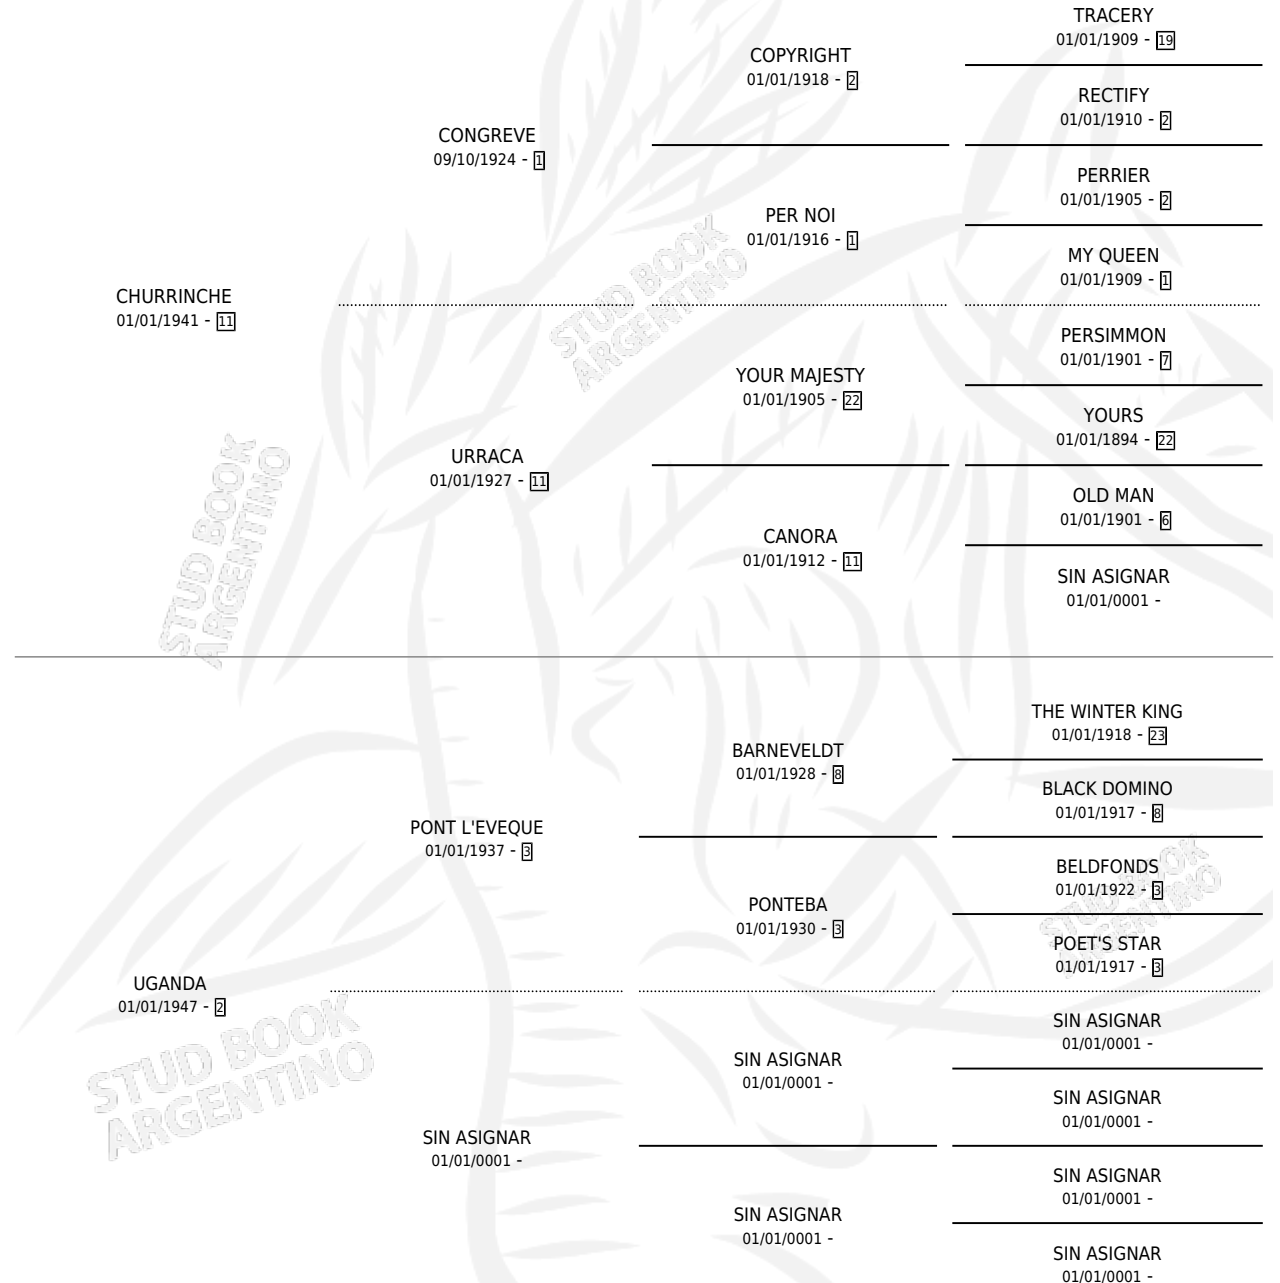 TRACERY
01/01/1909 - 19
COPYRIGHT
01/01/1918 - 2
RECTIFY
01/01/1910 - 2
CONGREVE
09/10/1924 - 1
PERRIER
01/01/1905 - 2
PER NOI
01/01/1916 - 1
MY QUEEN
01/01/1909 - 1
CHURRINCHE
01/01/1941 - 11
PERSIMMON
01/01/1901 - 7
YOUR MAJESTY
01/01/1905 - 22
YOURS
01/01/1894 - 22
URRACA
01/01/1927 - 11
OLD MAN
01/01/1901 - 6
CANORA
01/01/1912 - 11
SIN ASIGNAR
01/01/0001 -
THE WINTER KING
01/01/1918 - 23
BARNEVELDT
01/01/1928 - 8
BLACK DOMINO
01/01/1917 - 8
PONT L'EVEQUE
01/01/1937 - 3
BELDFONDS
01/01/1922 - 3
PONTEBA
01/01/1930 - 3
POET'S STAR
01/01/1917 - 3
UGANDA
01/01/1947 - 2
SIN ASIGNAR
01/01/0001 -
SIN ASIGNAR
01/01/0001 -
SIN ASIGNAR
01/01/0001 -
SIN ASIGNAR
01/01/0001 -
SIN ASIGNAR
01/01/0001 -
SIN ASIGNAR
01/01/0001 -
SIN ASIGNAR
01/01/0001 -
STUD BOOK
ARGENTINO
STUD BOOK
ARGENTINO
STUD BOOK
ARGENTINO
STUD BOOK
ARGENTINO